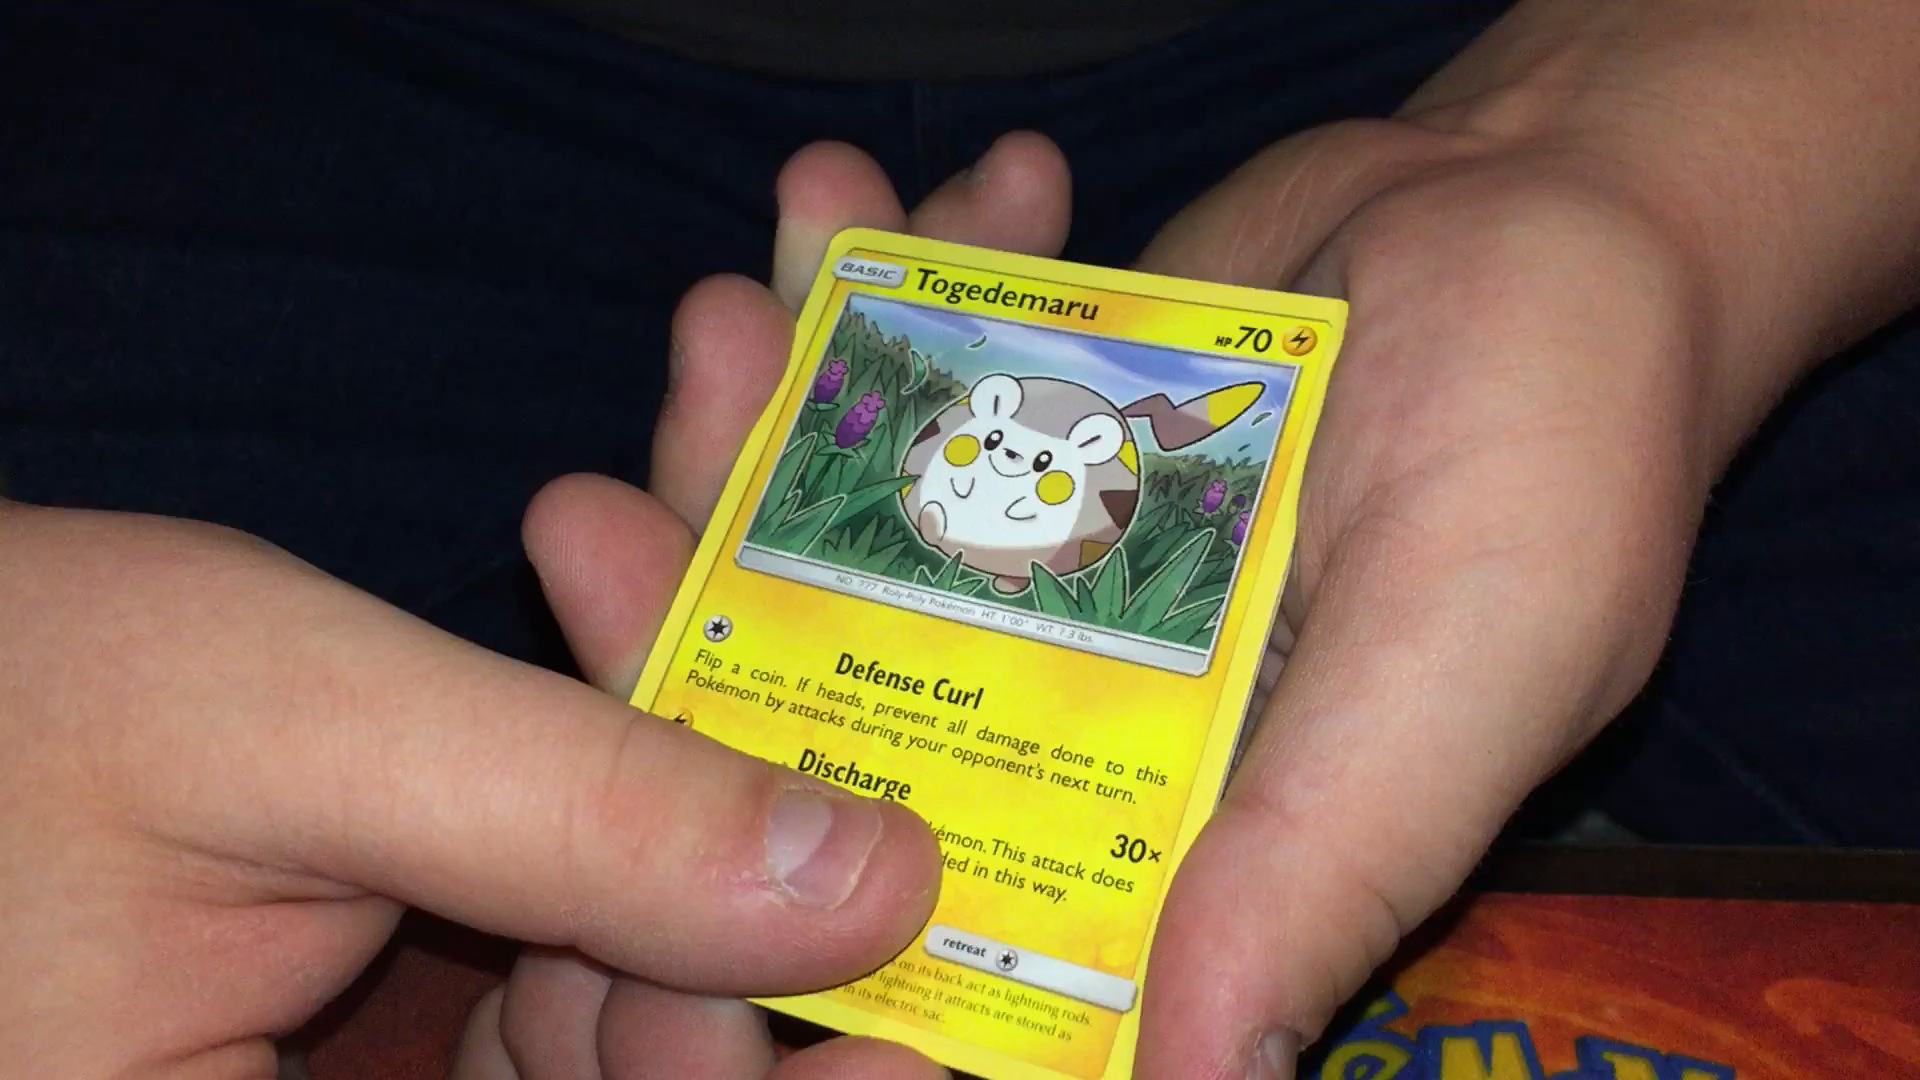 BASIC Togedemaru HP 70
NO. 777 Roly-Poly Pokémon HT. 1'00" WT. 7.3 lbs.
Defense Curl
Flip a coin. If heads, prevent all damage done to this
Pokémon by attacks during your opponent's next turn.
Discharge
30×
This attack does
in this way.
retreat
on its back act as lightning rods.
lightning it attracts are stored as
in its electric sac.